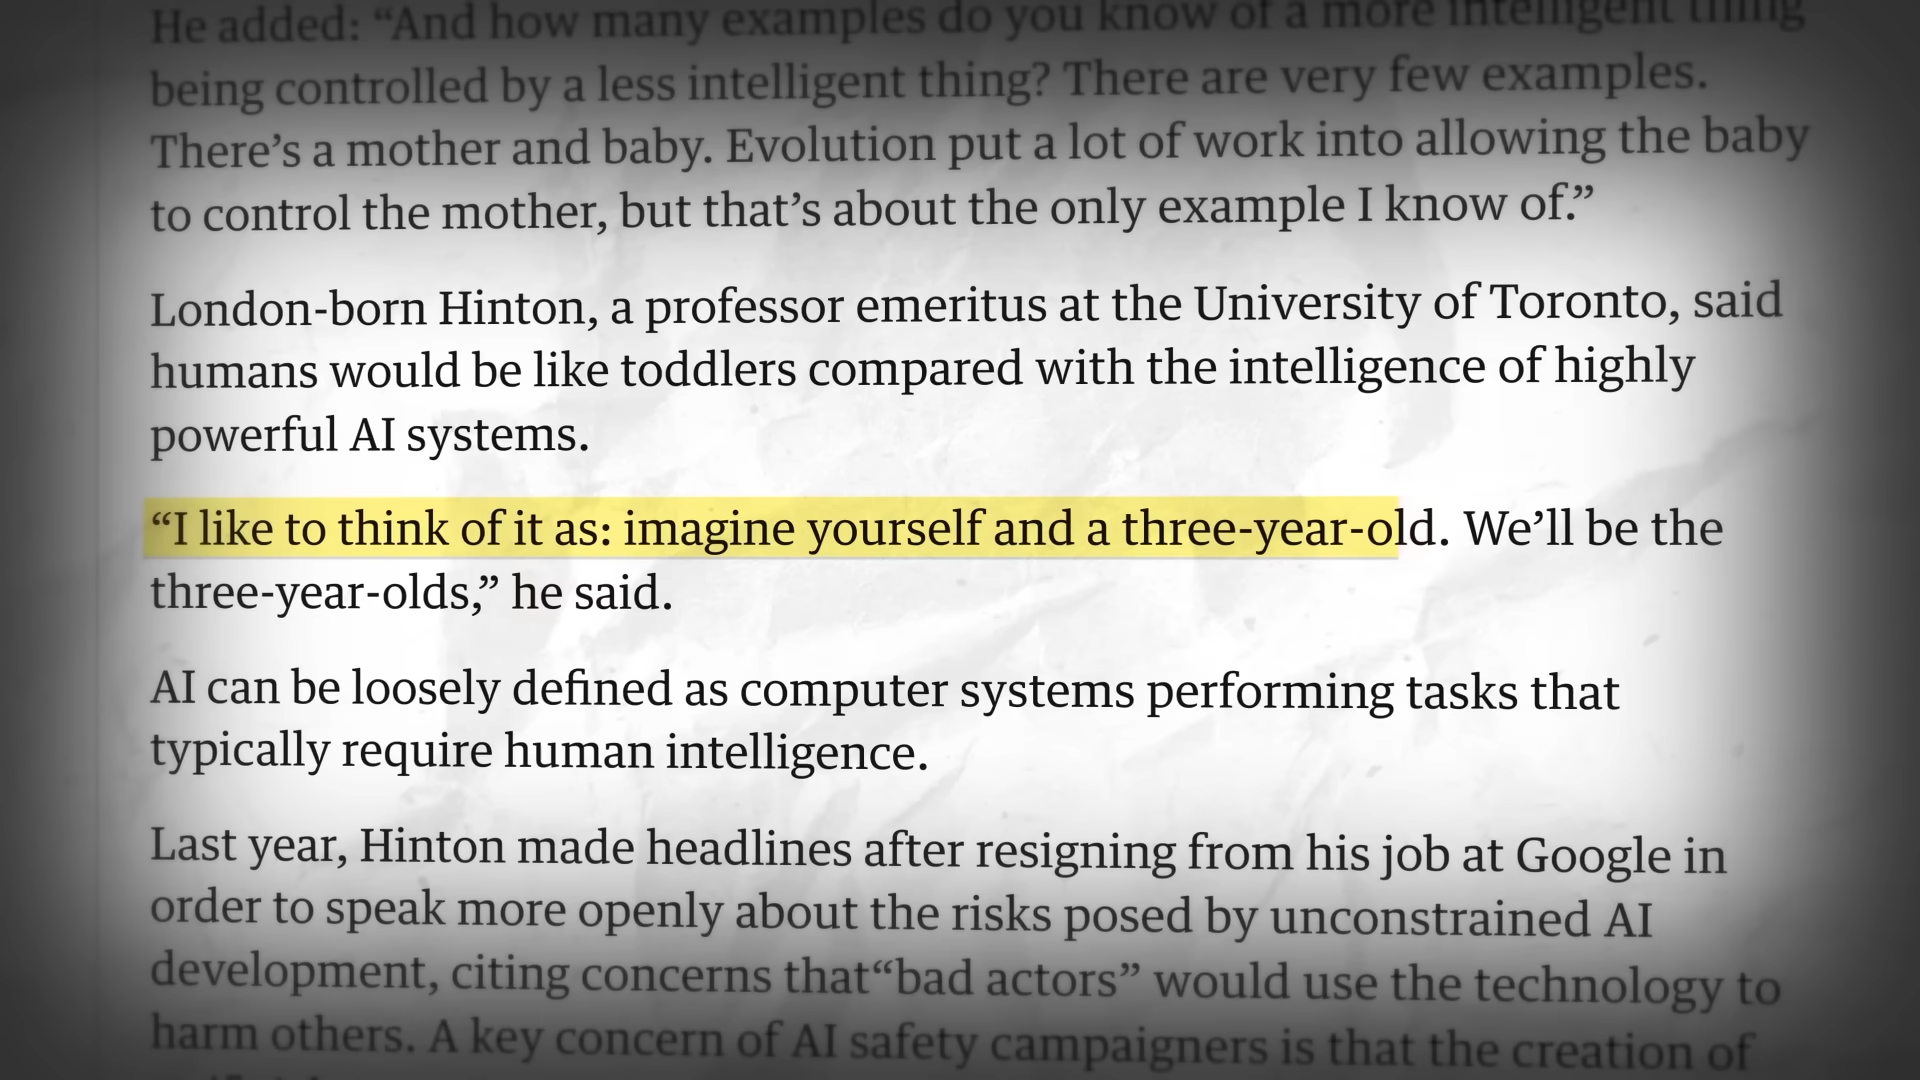 He added: “And how many examples do you know of a more intelligent thing
being controlled by a less intelligent thing? There are very few examples.
There’s a mother and baby. Evolution put a lot of work into allowing the baby
to control the mother, but that’s about the only example I know of.”
London-born Hinton, a professor emeritus at the University of Toronto, said
humans would be like toddlers compared with the intelligence of highly
powerful AI systems.
“I like to think of it as: imagine yourself and a three-year-old. We’ll be the
three-year-olds,” he said.
AI can be loosely defined as computer systems performing tasks that
typically require human intelligence.
Last year, Hinton made headlines after resigning from his job at Google in
order to speak more openly about the risks posed by unconstrained AI
development, citing concerns that“bad actors” would use the technology to
harm others. A key concern of AI safety campaigners is that the creation of